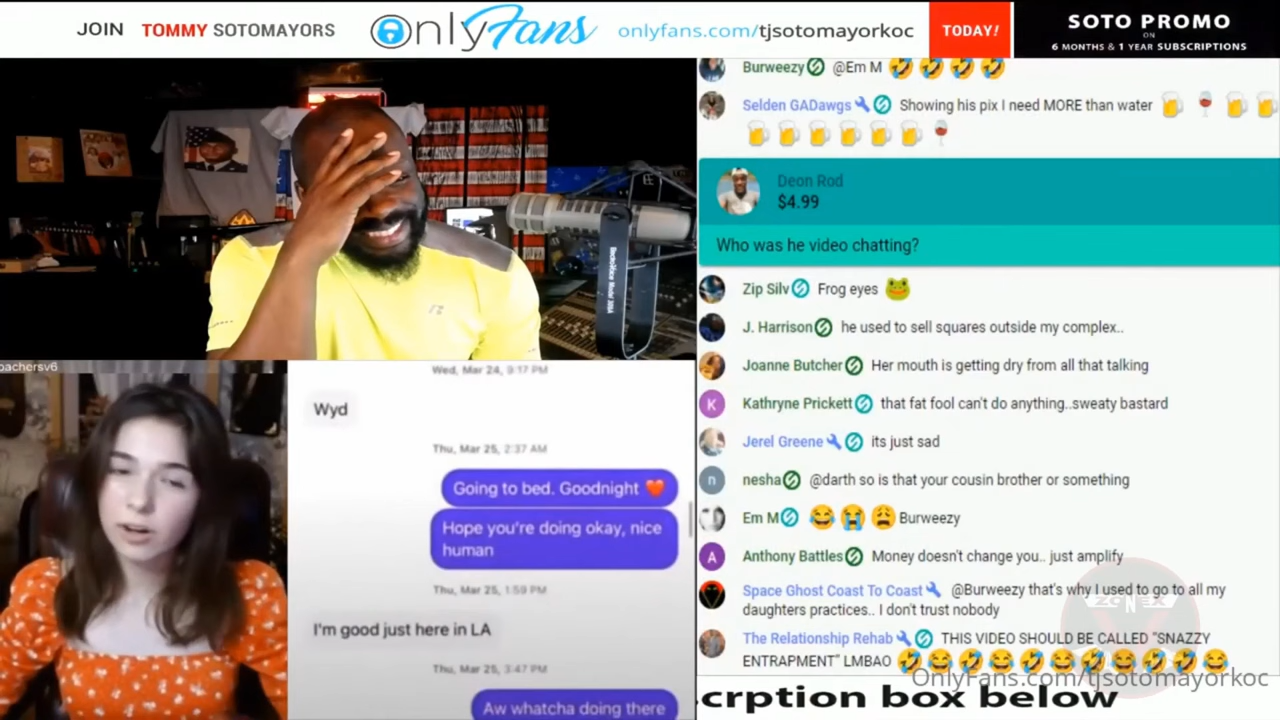 JOIN TOMMY SOTOMAYORS OnlyFans onlyfans.com/tjsotomayorkoc TODAY!
SOTO PROMO
ON
6 MONTHS & 1 YEAR SUBSCRIPTIONS
Burweezy @Em M 🤣🤣🤣🤣
Selden GADawgs Showing his pix I need MORE than water 🍺🍷🍺🍺
🍺🍺🍺🍺🍺🍺🍷
Deon Rod
$4.99
Who was he video chatting?
Zip Silv Frog eyes 🐸
J. Harrison he used to sell squares outside my complex..
Joanne Butcher Her mouth is getting dry from all that talking
K
Kathryne Prickett that fat fool can't do anything..sweaty bastard
Jerel Greene its just sad
n
nesha @darth so is that your cousin brother or something
Em M 😂😭😩 Burweezy
A
Anthony Battles Money doesn't change you.. just amplify
Space Ghost Coast To Coast @Burweezy that's why I used to go to all my
daughters practices.. I don't trust nobody
The Relationship Rehab THIS VIDEO SHOULD BE CALLED “SNAZZY
ENTRAPMENT” LMBAO 🤣😂🤣😂🤣😂🤣😂🤣🤣😂
ZONEX
OnlyFans.com/tjsotomayorkoc
scrption box below
oachersv6
Wed, Mar 24, 9:17 PM
Wyd
Thu, Mar 25, 2:37 AM
Going to bed. Goodnight ❤️
Hope you're doing okay, nice
human
Thu, Mar 25, 1:59 PM
I'm good just here in LA
Thu, Mar 25, 3:47 PM
Aw whatcha doing there